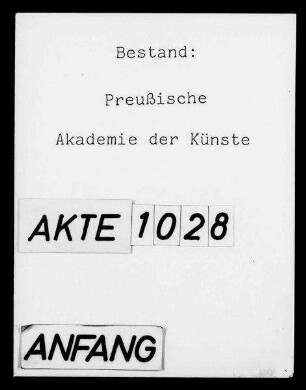 Bestand:
Preußische
Akademie der Künste
AKTE 1028
ANFANG